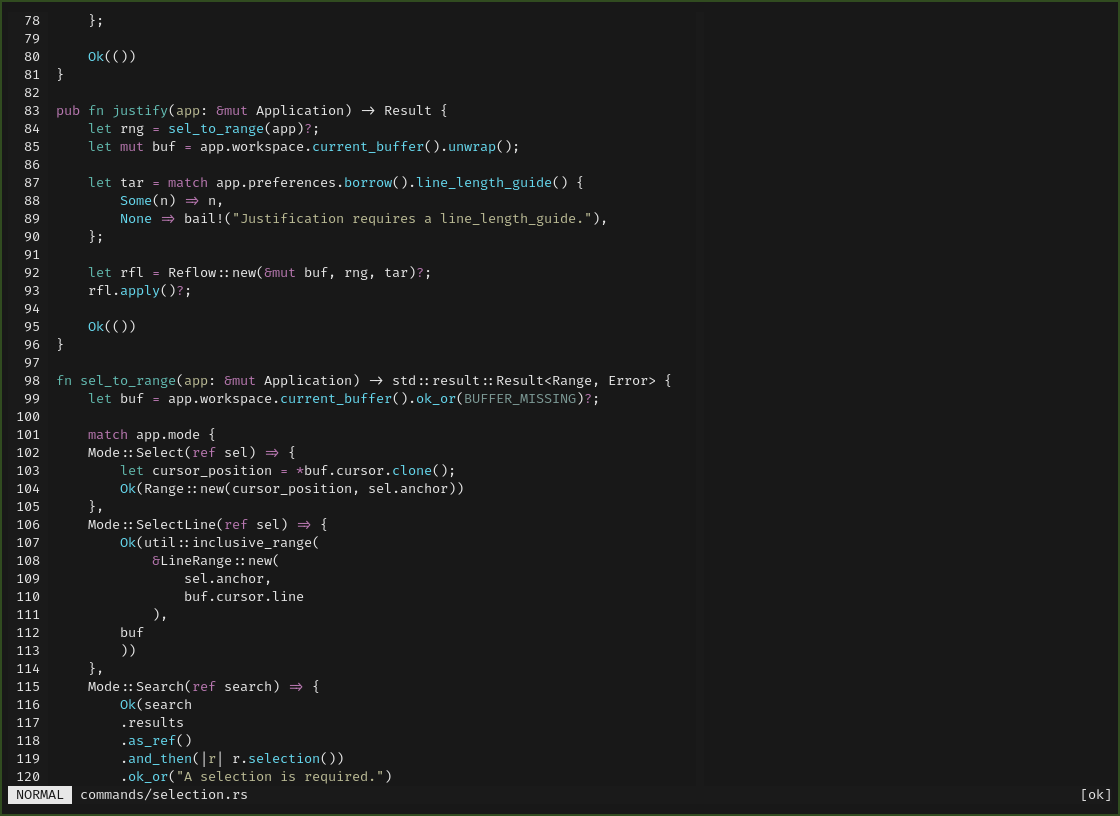 78      };
79
80      Ok(())
81  }
82
83  pub fn justify(app: &mut Application) -> Result {
84      let rng = sel_to_range(app)?;
85      let mut buf = app.workspace.current_buffer().unwrap();
86
87      let tar = match app.preferences.borrow().line_length_guide() {
88          Some(n) => n,
89          None => bail!("Justification requires a line_length_guide."),
90      };
91
92      let rfl = Reflow::new(&mut buf, rng, tar)?;
93      rfl.apply()?;
94
95      Ok(())
96  }
97
98  fn sel_to_range(app: &mut Application) -> std::result::Result<Range, Error> {
99      let buf = app.workspace.current_buffer().ok_or(BUFFER_MISSING)?;
100
101     match app.mode {
102     Mode::Select(ref sel) => {
103         let cursor_position = *buf.cursor.clone();
104         Ok(Range::new(cursor_position, sel.anchor))
105     },
106     Mode::SelectLine(ref sel) => {
107         Ok(util::inclusive_range(
108             &LineRange::new(
109                 sel.anchor,
110                 buf.cursor.line
111             ),
112         buf
113         ))
114     },
115     Mode::Search(ref search) => {
116         Ok(search
117         .results
118         .as_ref()
119         .and_then(|r| r.selection())
120         .ok_or("A selection is required.")
NORMAL commands/selection.rs [ok]